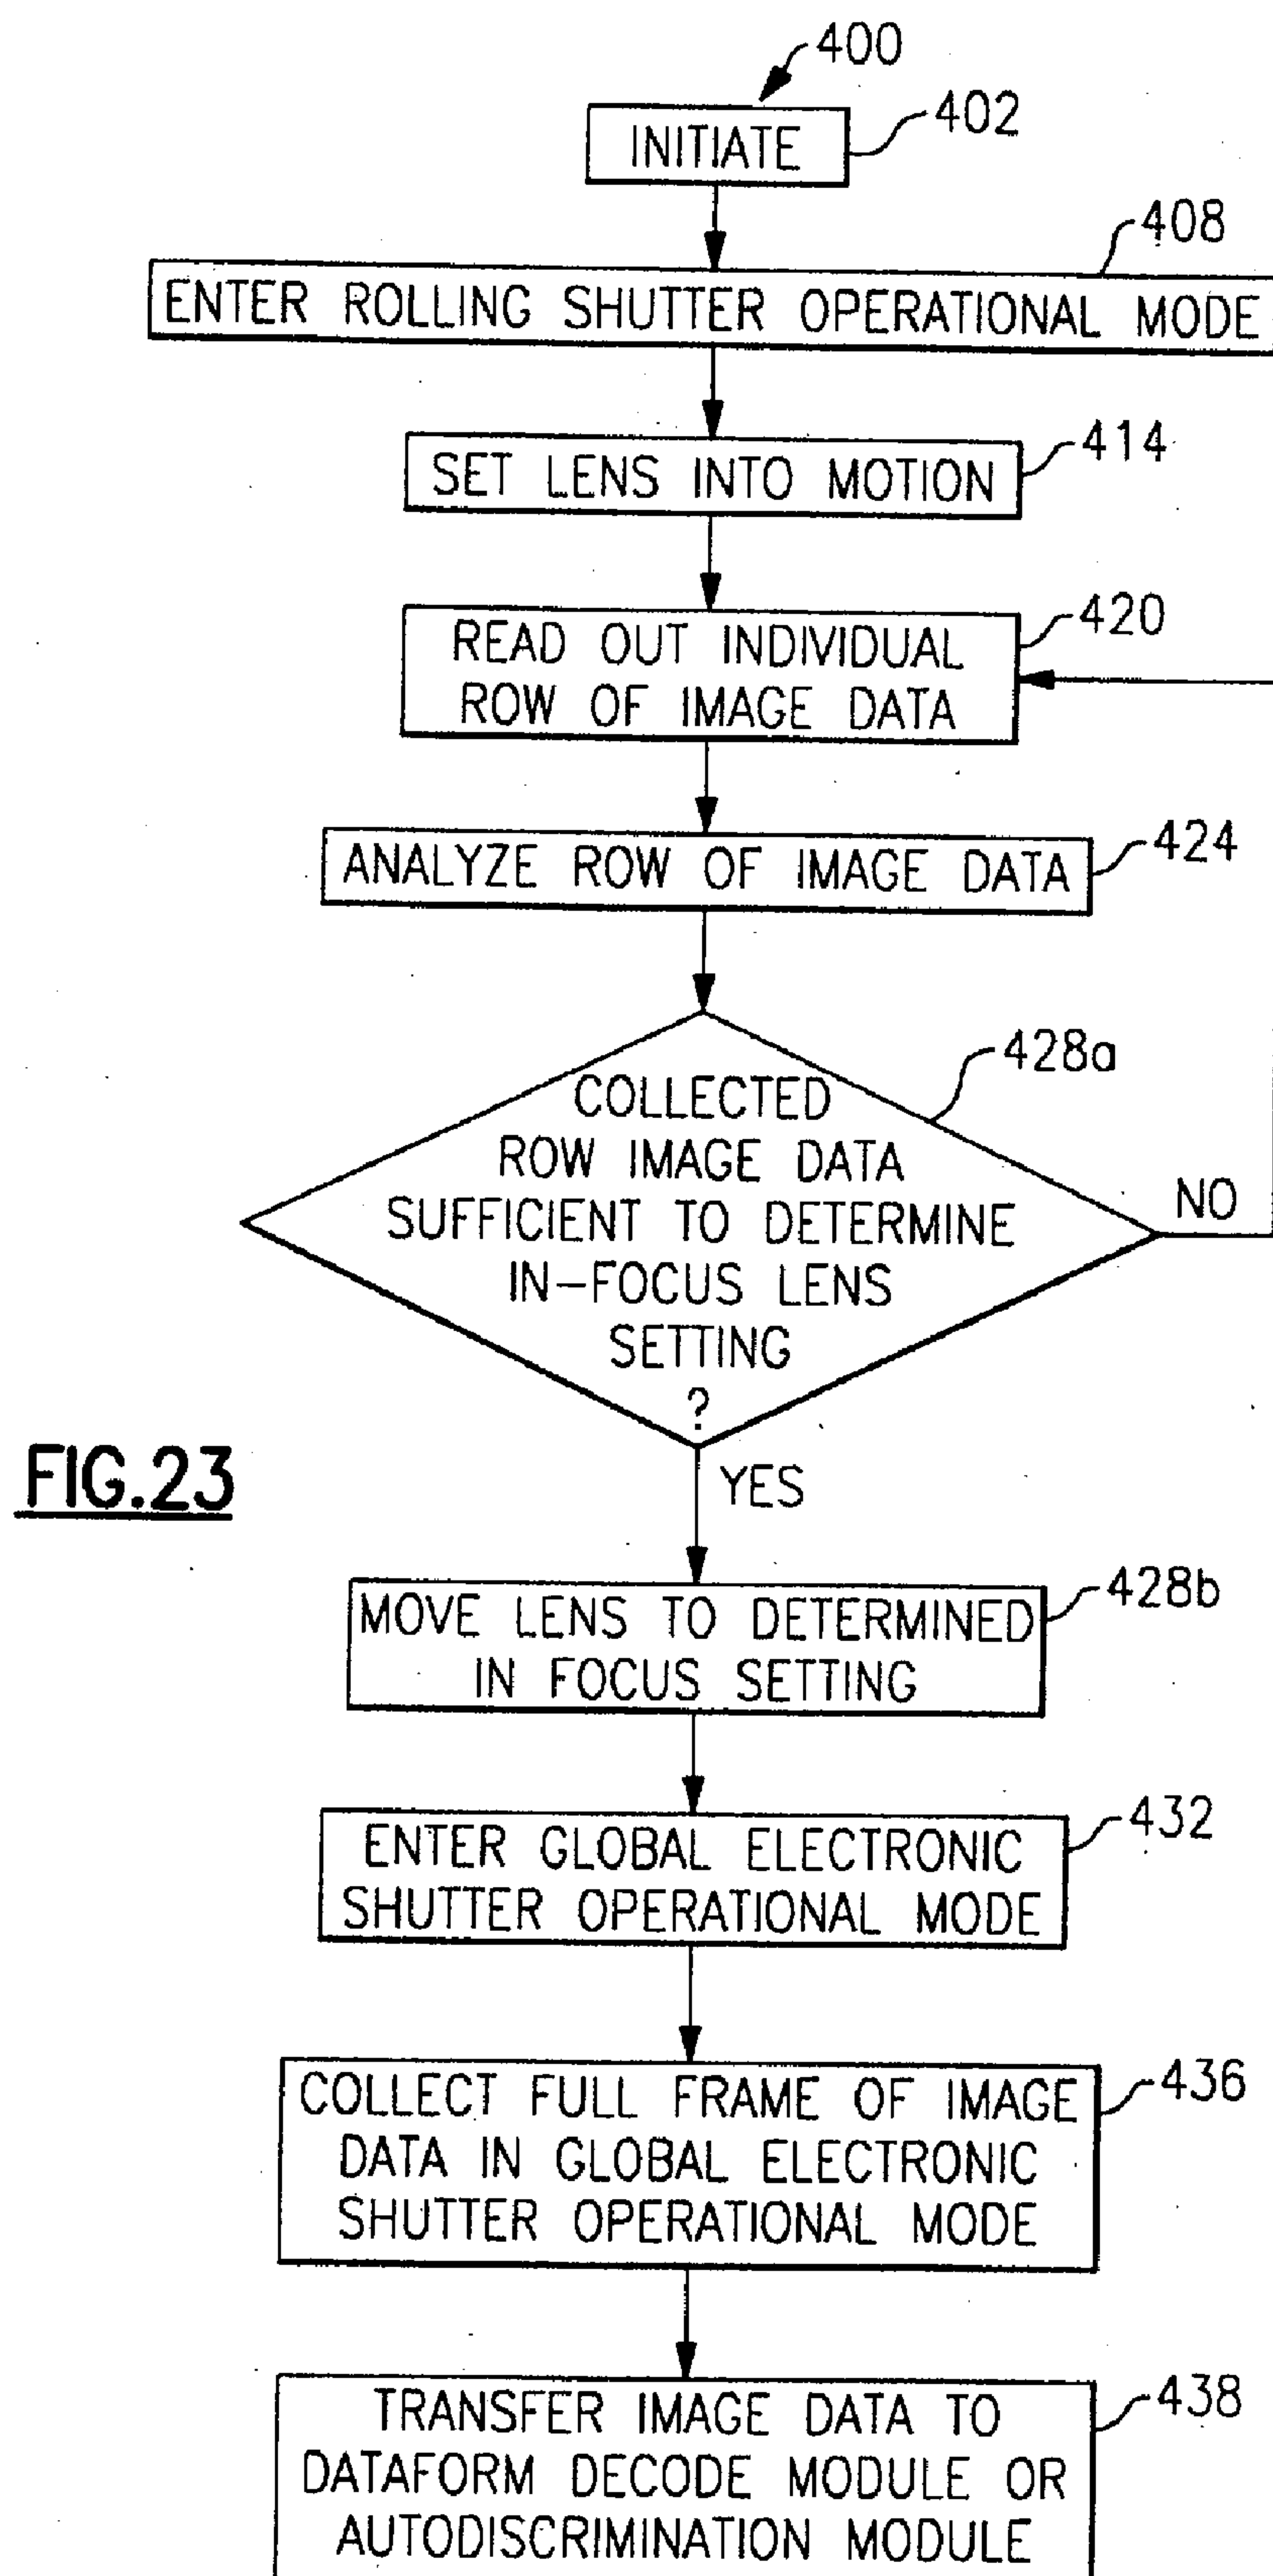 400
INITIATE
402
408
ENTER ROLLING SHUTTER OPERATIONAL MODE
SET LENS INTO MOTION
414
READ OUT INDIVIDUAL
ROW OF IMAGE DATA
420
ANALYZE ROW OF IMAGE DATA
424
428a
COLLECTED
ROW IMAGE DATA
SUFFICIENT TO DETERMINE
IN-FOCUS LENS
SETTING
?
NO
YES
FIG.23
MOVE LENS TO DETERMINED
IN FOCUS SETTING
428b
ENTER GLOBAL ELECTRONIC
SHUTTER OPERATIONAL MODE
432
COLLECT FULL FRAME OF IMAGE
DATA IN GLOBAL ELECTRONIC
SHUTTER OPERATIONAL MODE
436
TRANSFER IMAGE DATA TO
DATAFORM DECODE MODULE OR
AUTODISCRIMINATION MODULE
438